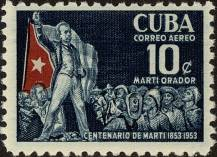 CUBA
CORREO AEREO
10¢
MARTI ORADOR
CENTENARIO DE MARTI 1853 1953